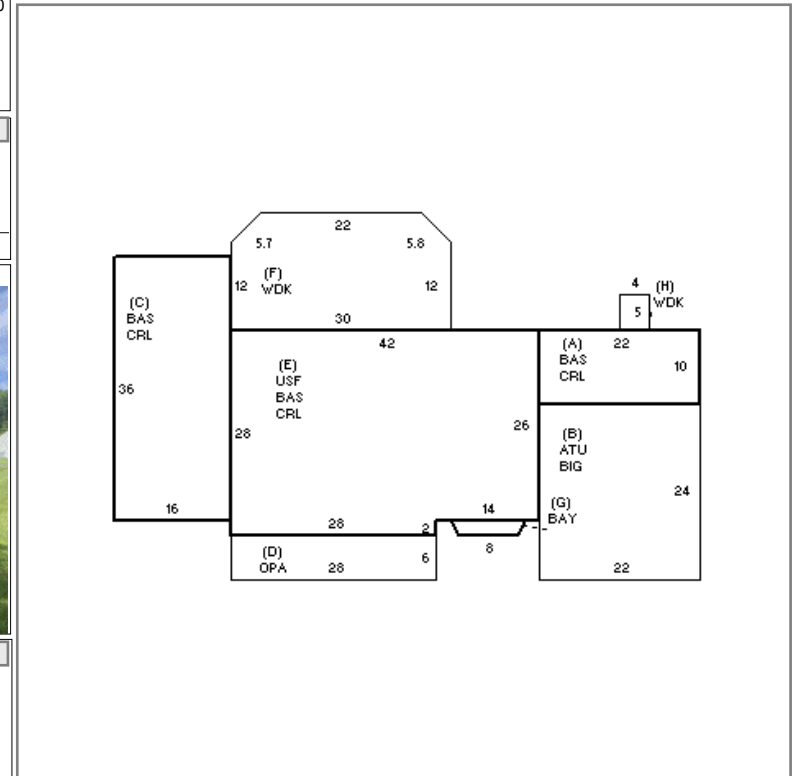 22
5.7
5.8
(F)
WDK
12
12
30
4
(H)
WDK
5
(C)
BAS
CRL
36
16
42
(E)
USF
BAS
CRL
28
26
28
2
14
(A)
BAS
CRL
22
10
(B)
ATU
BIG
24
(G)
BAY
22
8
(D)
OPA
28
6